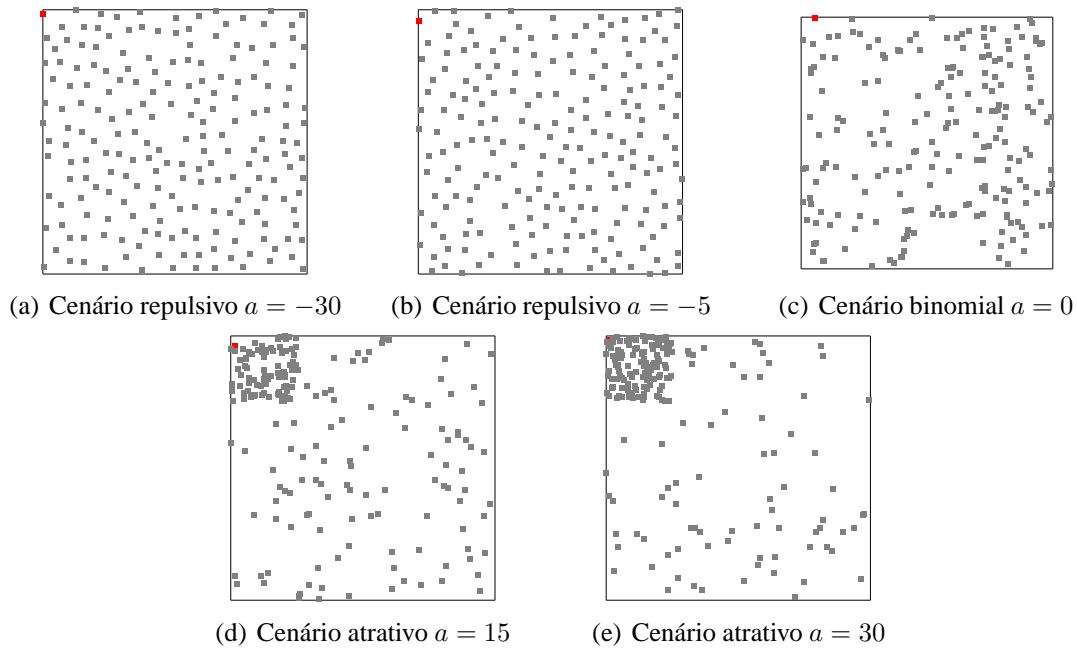 (a) Cenário repulsivo a = −30
(b) Cenário repulsivo a = −5
(c) Cenário binomial a = 0
(d) Cenário atrativo a = 15
(e) Cenário atrativo a = 30